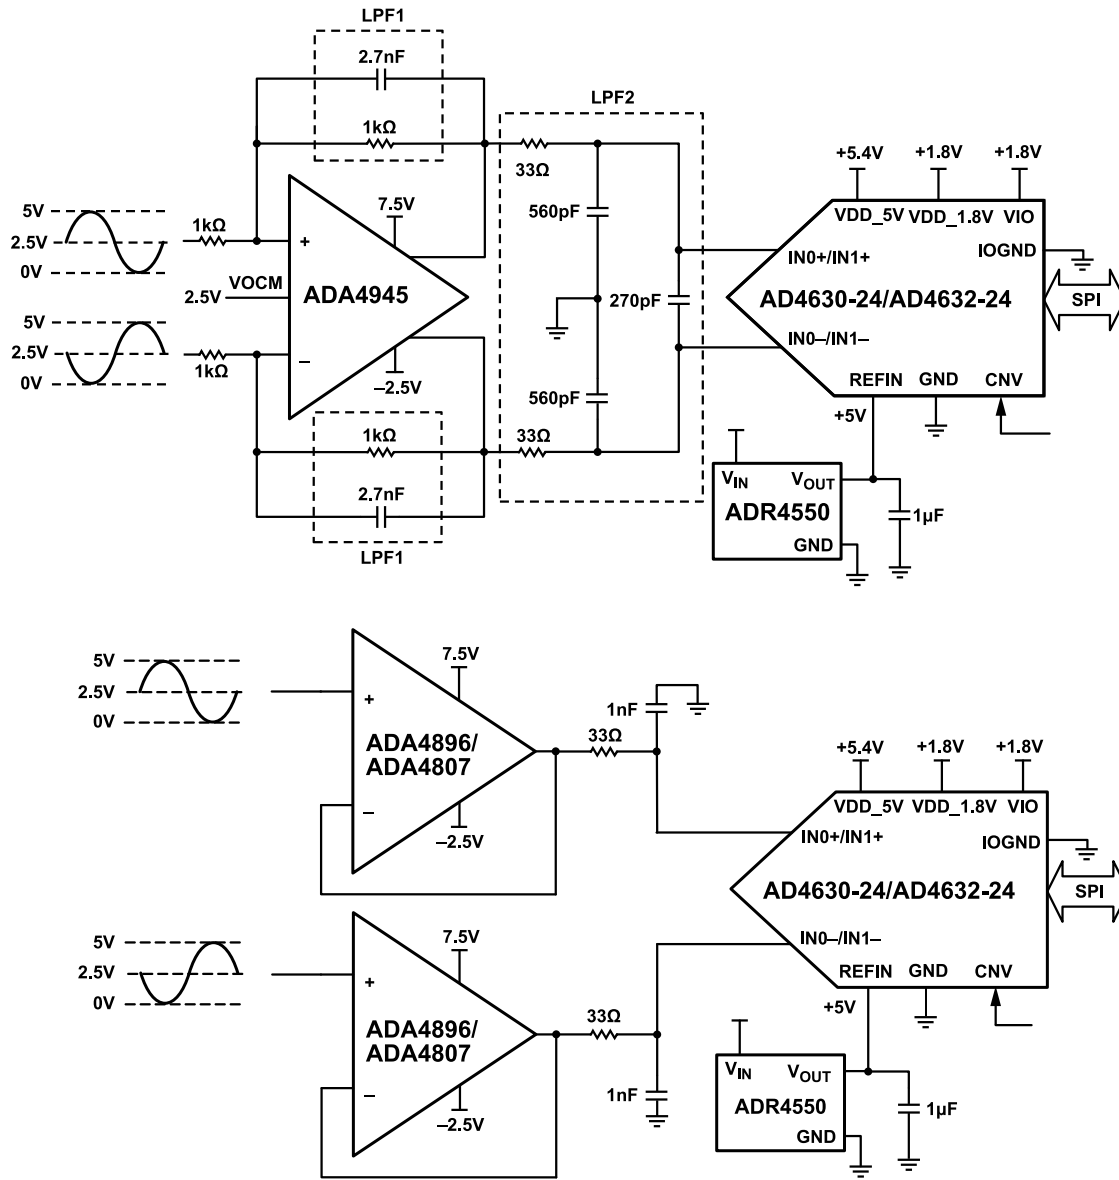 LPF1
2.7nF
1kΩ
LPF2
33Ω
560pF
270pF
560pF
33Ω
5V
2.5V
0V
1kΩ
VOCM
2.5V
5V
2.5V
0V
1kΩ
+
7.5V
ADA4945
–
–2.5V
1kΩ
2.7nF
LPF1
+5.4V
+1.8V
+1.8V
VDD_5V
VDD_1.8V
VIO
IN0+/IN1+
IOGND
AD4630-24/AD4632-24
SPI
IN0–/IN1–
REFIN
GND
CNV
+5V
VIN
VOUT
ADR4550
GND
1µF
5V
2.5V
0V
+
7.5V
ADA4896/
ADA4807
–
–2.5V
33Ω
1nF
5V
2.5V
0V
+
7.5V
ADA4896/
ADA4807
–
–2.5V
33Ω
1nF
+5.4V
+1.8V
+1.8V
VDD_5V
VDD_1.8V
VIO
IN0+/IN1+
IOGND
AD4630-24/AD4632-24
SPI
IN0–/IN1–
REFIN
GND
CNV
+5V
VIN
VOUT
ADR4550
GND
1µF